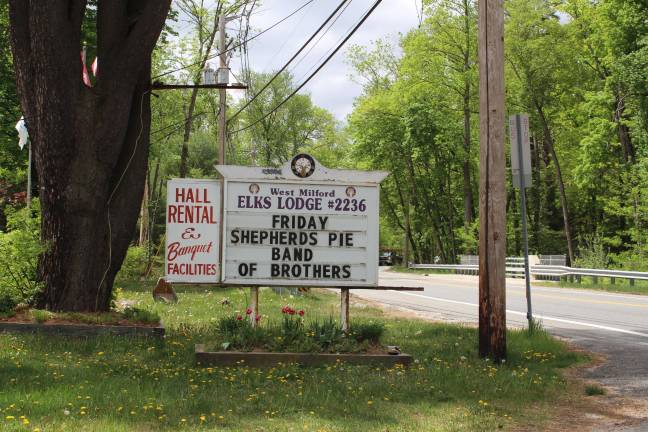 HALL
RENTAL
&
Banquet
FACILITIES
West Milford
ELKS LODGE #2236
FRIDAY
SHEPHERDS PIE
BAND
OF BROTHERS